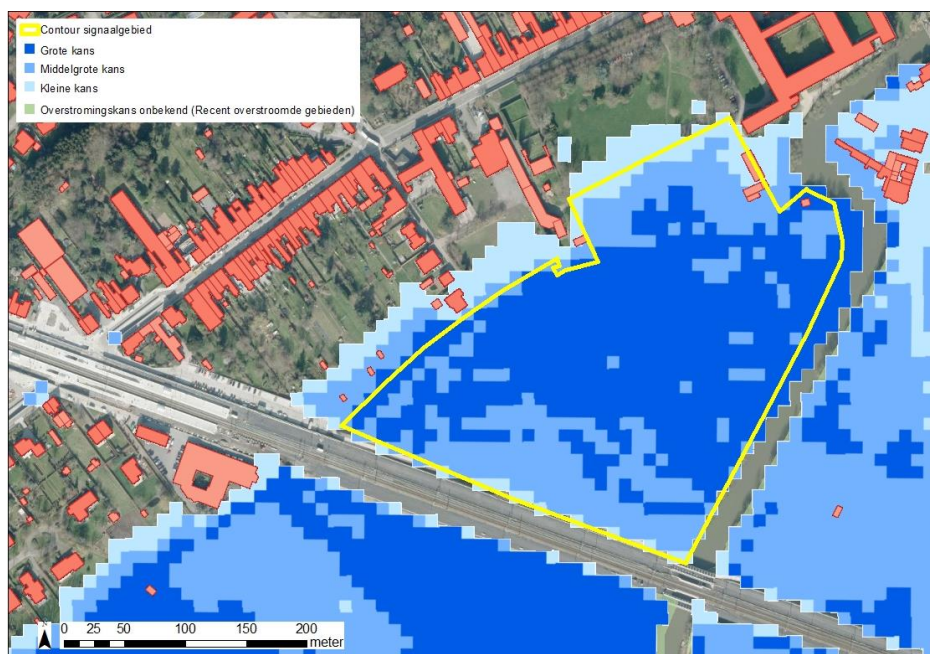 Contour signaalgebied
Grote kans
Middelgrote kans
Kleine kans
Overstromingskans onbekend (Recent overstroomde gebieden)
N
0 25 50 100 150 200
meter